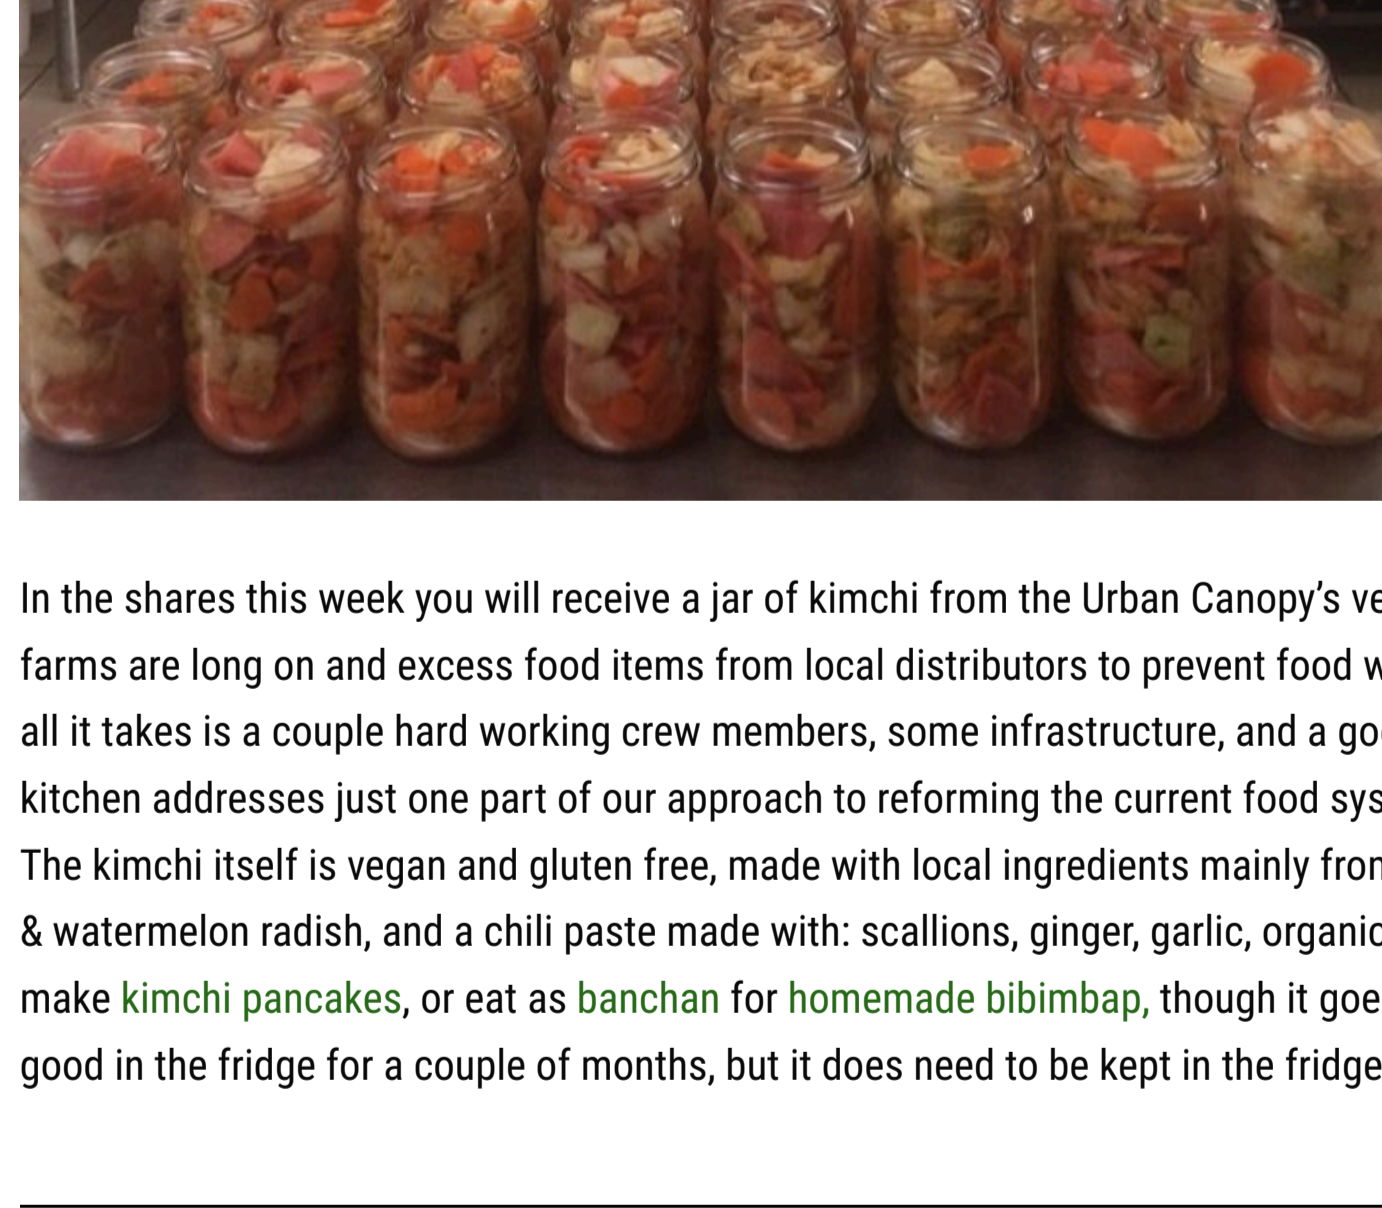 In the shares this week you will receive a jar of kimchi from the Urban Canopy’s
farms are long on and excess food items from local distributors to prevent food
all it takes is a couple hard working crew members, some infrastructure, and a
kitchen addresses just one part of our approach to reforming the current food
The kimchi itself is vegan and gluten free, made with local ingredients mainly
& watermelon radish, and a chili paste made with: scallions, ginger, garlic, organic
make kimchi pancakes, or eat as banchan for homemade bibimbap, though it
good in the fridge for a couple of months, but it does need to be kept in the fridge